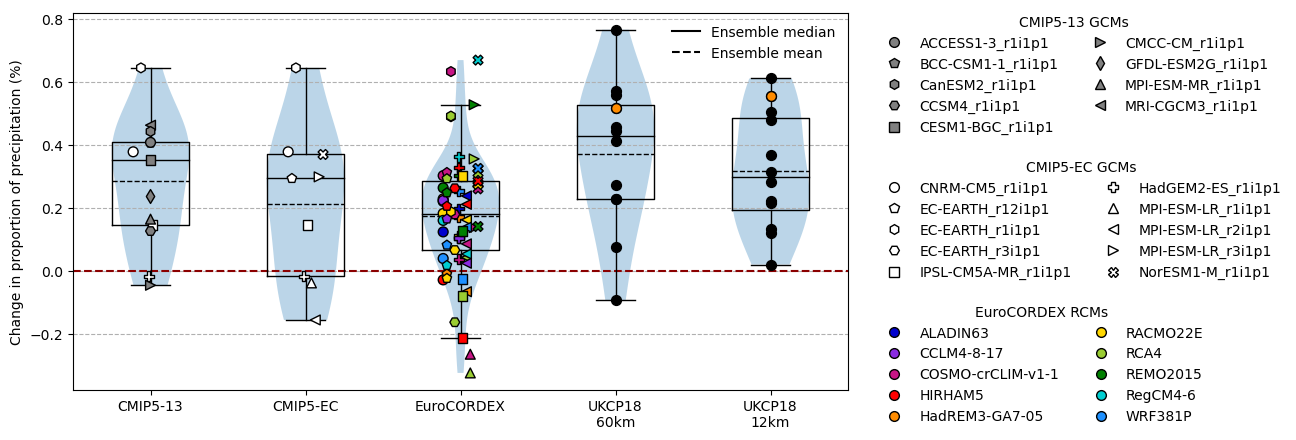 Change in proportion of precipitation (%)
0.8
0.6
0.4
0.2
0.0
−0.2
Ensemble median
Ensemble mean
CMIP5-13
CMIP5-EC
EuroCORDEX
UKCP18
60km
UKCP18
12km
CMIP5-13 GCMs
ACCESS1-3_r1i1p1
BCC-CSM1-1_r1i1p1
CanESM2_r1i1p1
CCSM4_r1i1p1
CESM1-BGC_r1i1p1
CMCC-CM_r1i1p1
GFDL-ESM2G_r1i1p1
MPI-ESM-MR_r1i1p1
MRI-CGCM3_r1i1p1
CMIP5-EC GCMs
CNRM-CM5_r1i1p1
EC-EARTH_r12i1p1
EC-EARTH_r1i1p1
EC-EARTH_r3i1p1
IPSL-CM5A-MR_r1i1p1
HadGEM2-ES_r1i1p1
MPI-ESM-LR_r1i1p1
MPI-ESM-LR_r2i1p1
MPI-ESM-LR_r3i1p1
NorESM1-M_r1i1p1
EuroCORDEX RCMs
ALADIN63
CCLM4-8-17
COSMO-crCLIM-v1-1
HIRHAM5
HadREM3-GA7-05
RACMO22E
RCA4
REMO2015
RegCM4-6
WRF381P